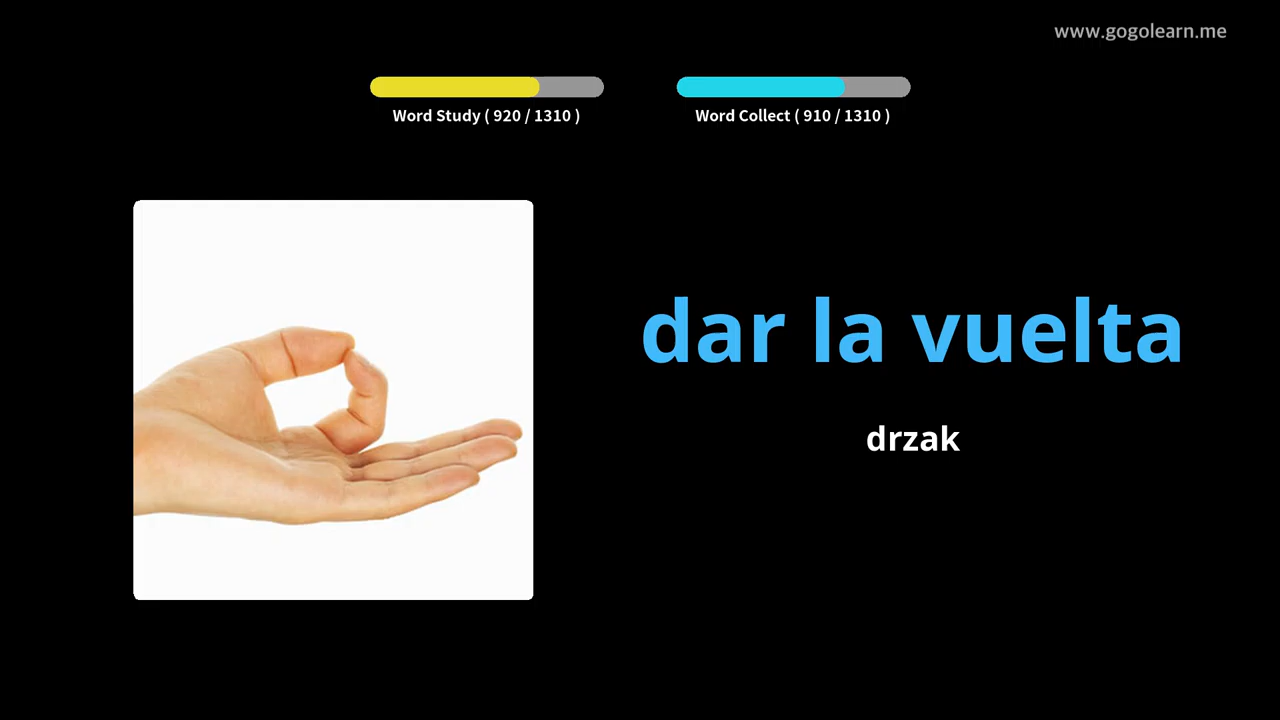 www.gogolearn.me
Word Study ( 920 / 1310 )
Word Collect ( 910 / 1310 )
dar la vuelta
drzak